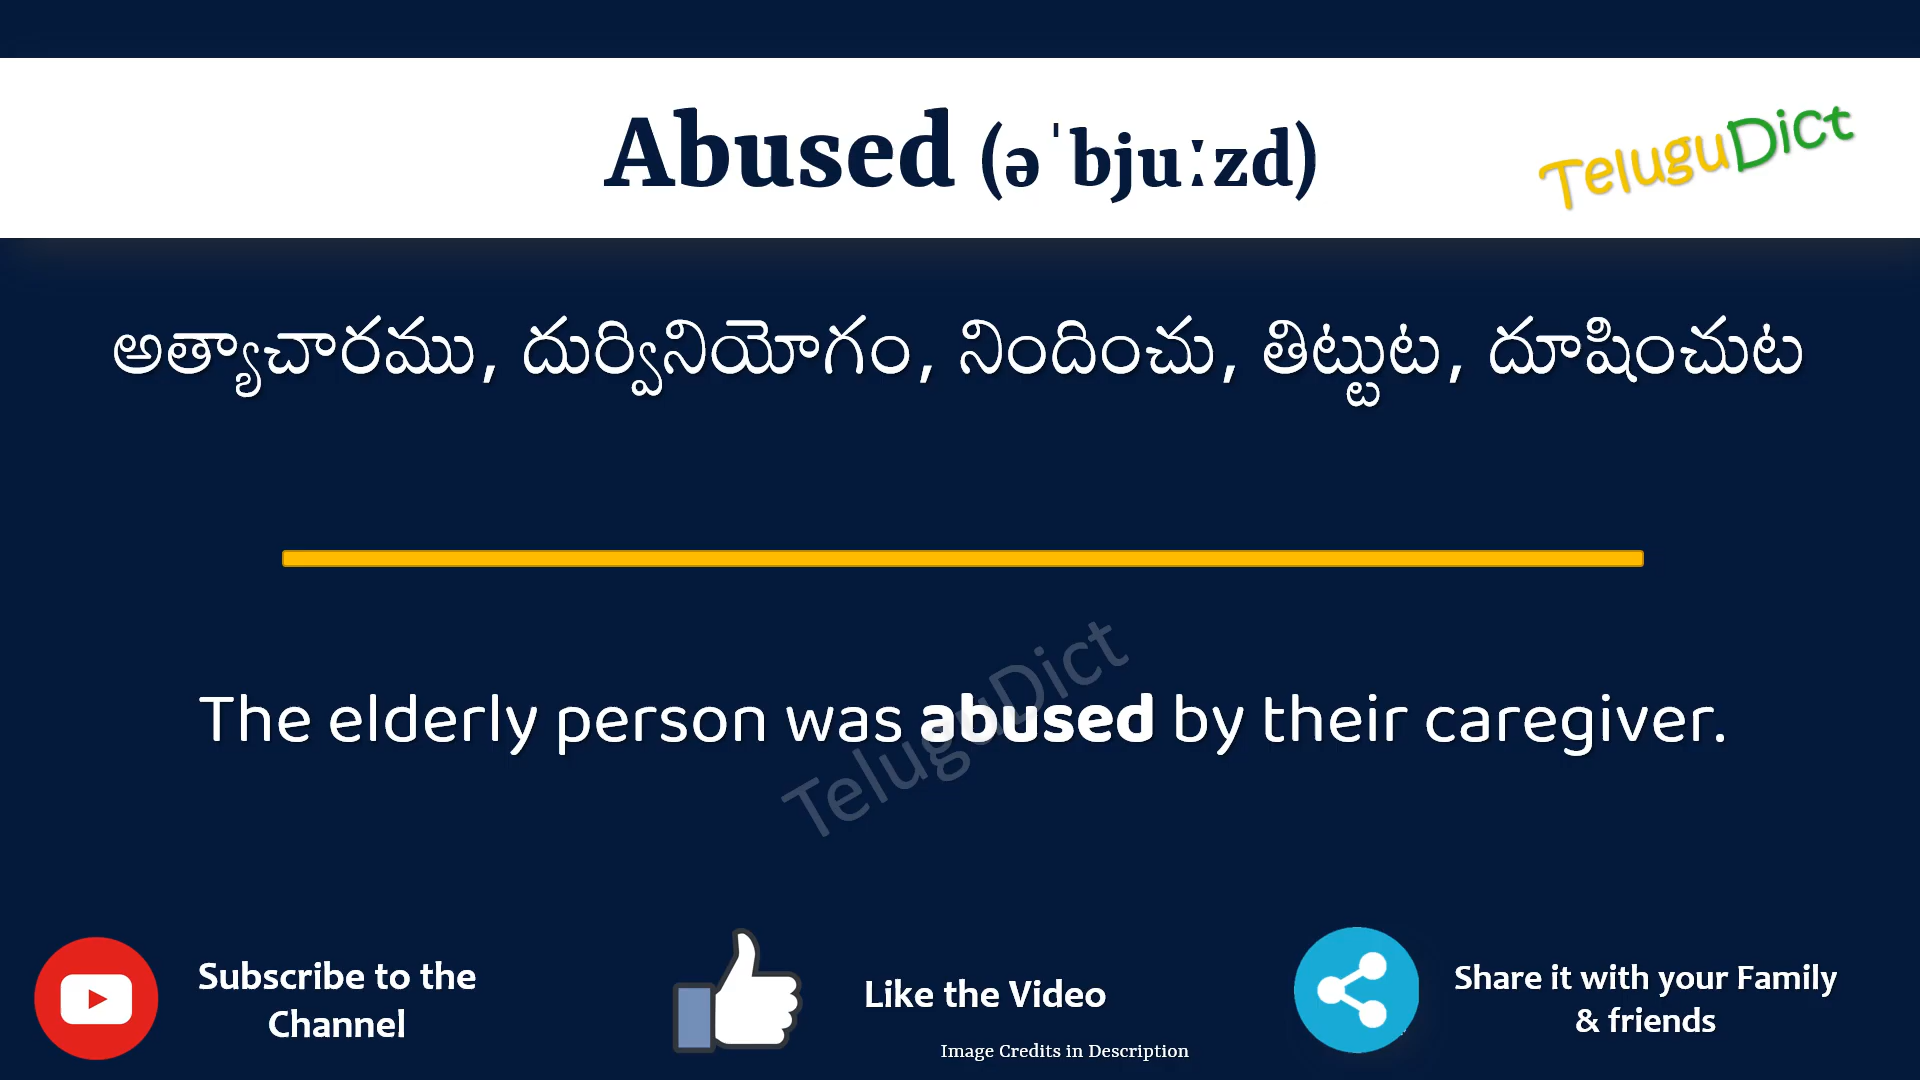 Abused (əˈbjuːzd)
TeluguDict
అత్యాచారము, దుర్వినియోగం, నిందించు, తిట్టుట, దూషించుట
The elderly person was abused by their caregiver.
TeluguDict
Subscribe to the
Channel
Like the Video
Share it with your Family
& friends
Image Credits in Description